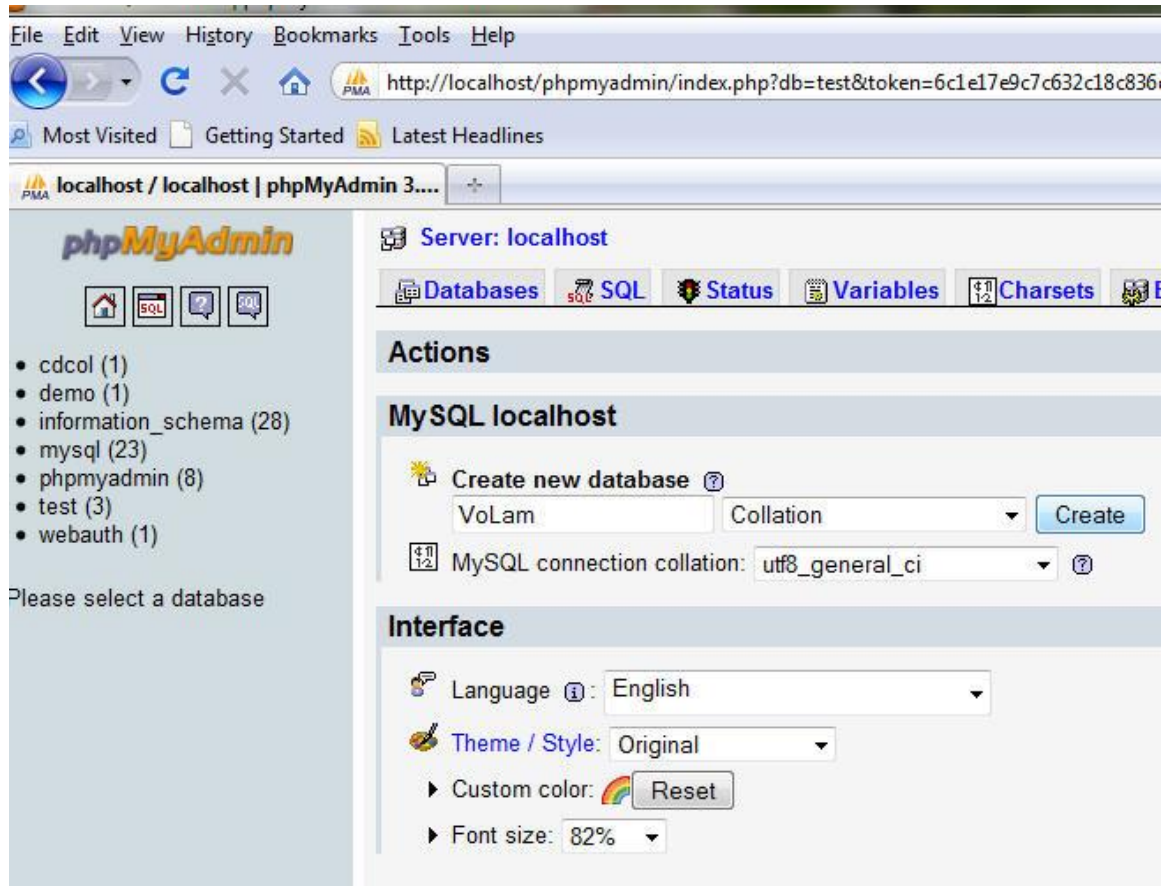 File Edit View History Bookmarks Tools Help
PMA http://localhost/phpmyadmin/index.php?db=test&token=6c1e17e9c7c632c18c836
Most Visited Getting Started Latest Headlines
PMA localhost / localhost | phpMyAdmin 3....
phpMyAdmin
Server: localhost
Databases SQL Status Variables Charsets
SQL ? SQL
Actions
cdcol (1)
demo (1)
information_schema (28)
mysql (23)
phpmyadmin (8)
test (3)
webauth (1)
Please select a database
MySQL localhost
Create new database ?
VoLam Collation Create
MySQL connection collation: utf8_general_ci ?
Interface
Language i : English
Theme / Style: Original
Custom color: Reset
Font size: 82%